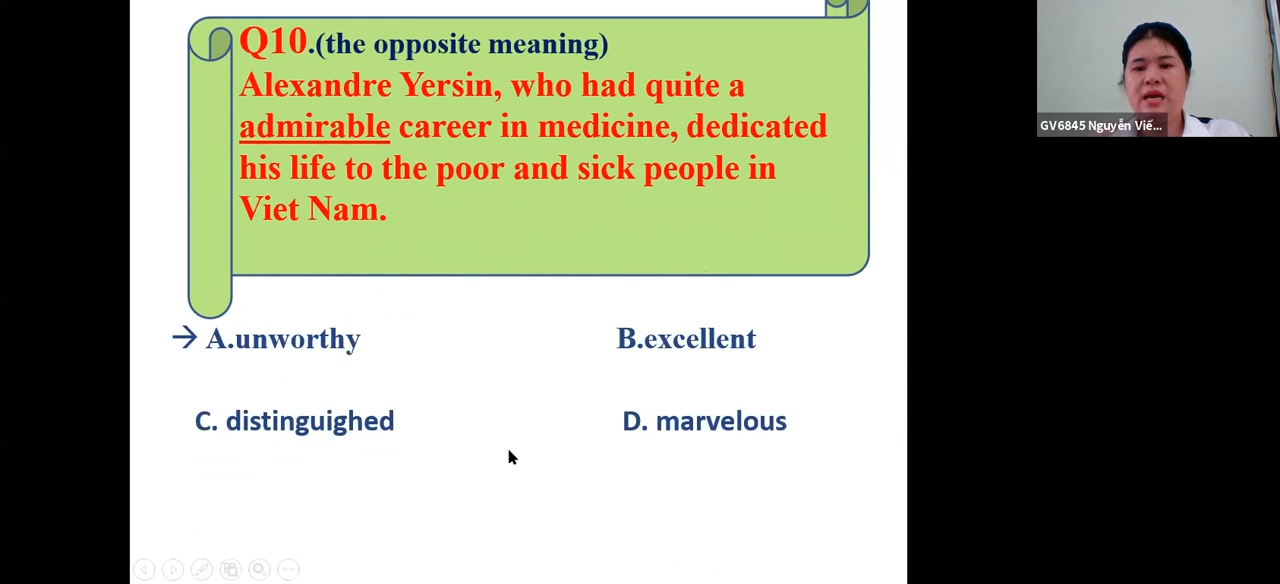 Q10.(the opposite meaning)
Alexandre Yersin, who had quite a
admirable career in medicine, dedicated
his life to the poor and sick people in
Viet Nam.
→ A.unworthy
B.excellent
C. distinguighed
D. marvelous
GV6845 Nguyễn Viế...